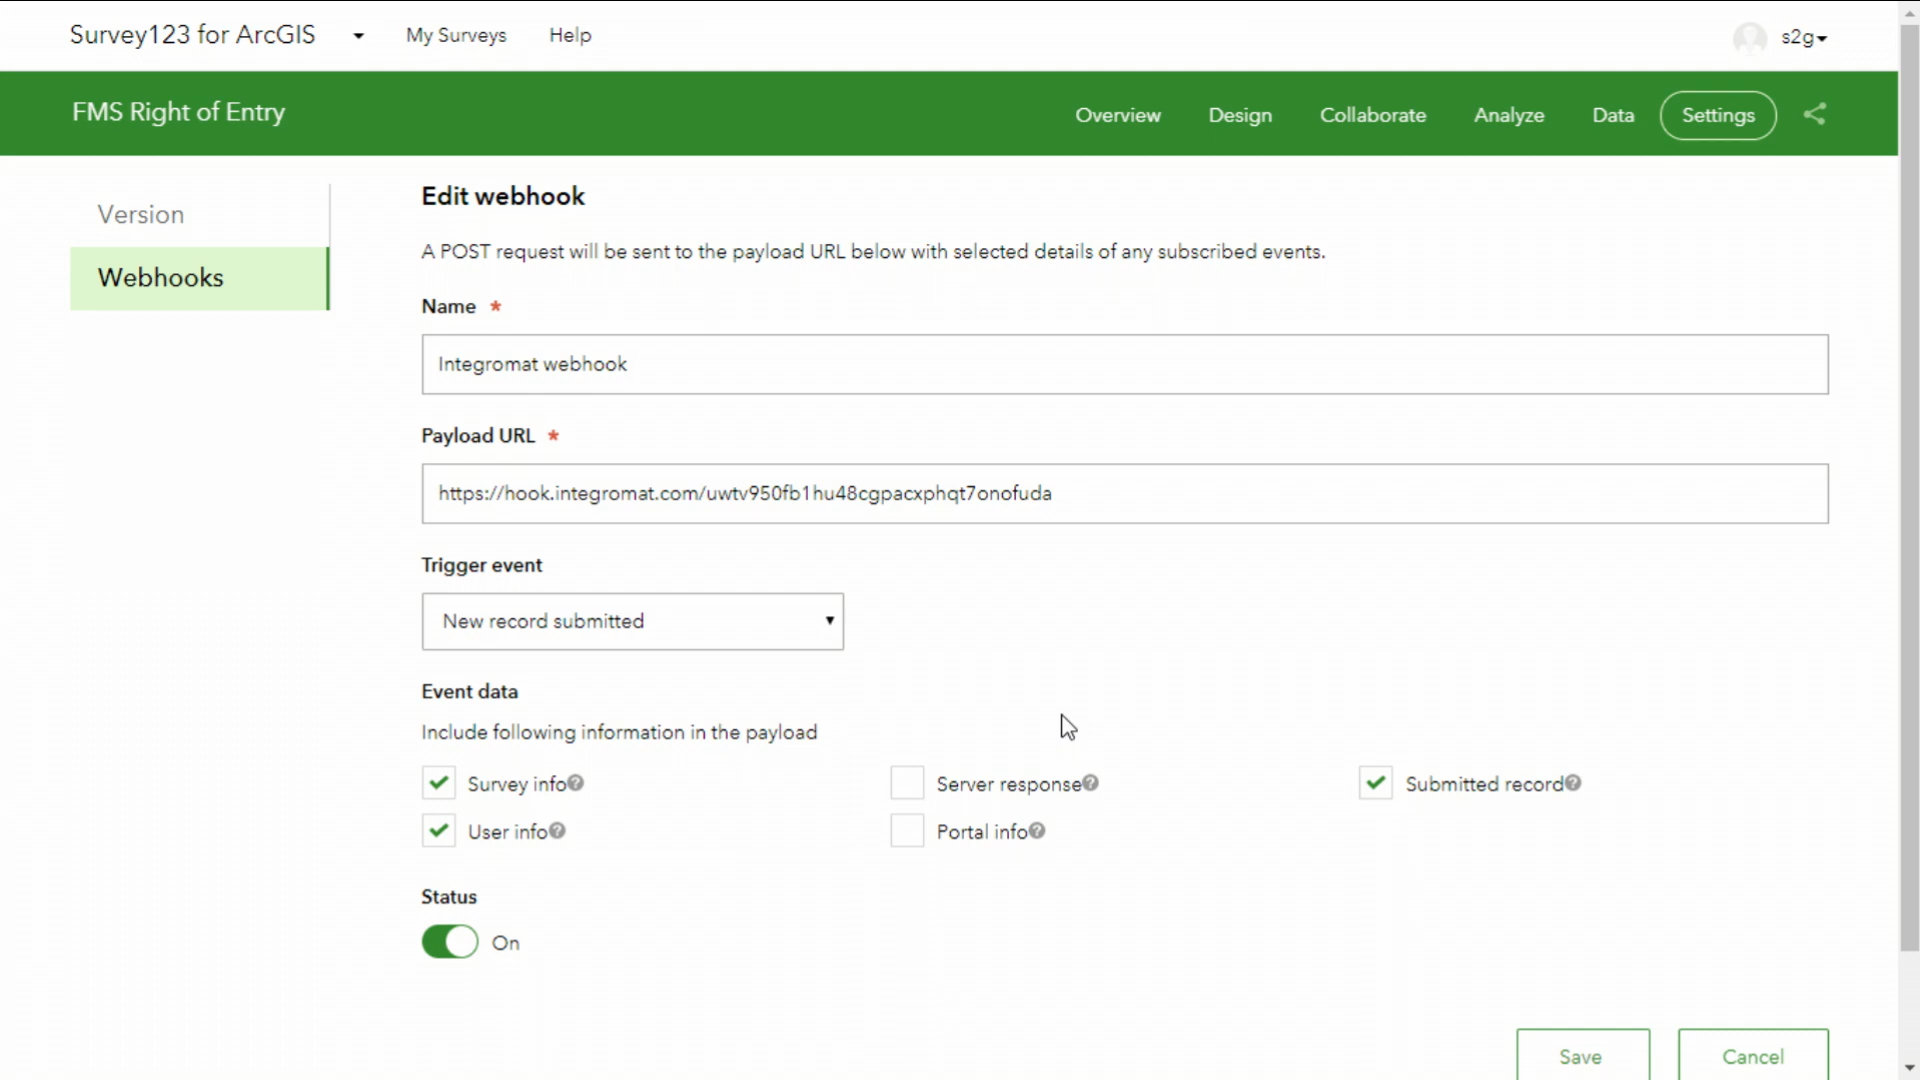 Survey123 for ArcGIS My Surveys Help s2g
FMS Right of Entry Overview Design Collaborate Analyze Data Settings
Version
Webhooks
Edit webhook
A POST request will be sent to the payload URL below with selected details of any subscribed events.
Name *
Integromat webhook
Payload URL *
https://hook.integromat.com/uwtv950fb1hu48cgpacxphqt7onofuda
Trigger event
New record submitted
Event data
Include following information in the payload
Survey info? Server response? Submitted record?
User info? Portal info?
Status
On
Save Cancel